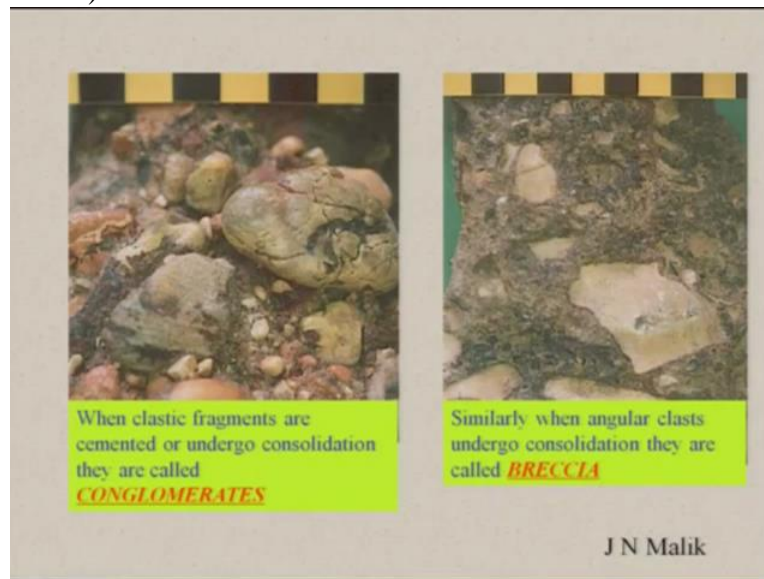 When clastic fragments are
cemented or undergo consolidation
they are called
CONGLOMERATES
Similarly when angular clasts
undergo consolidation they are
called BRECCIA
J N Malik